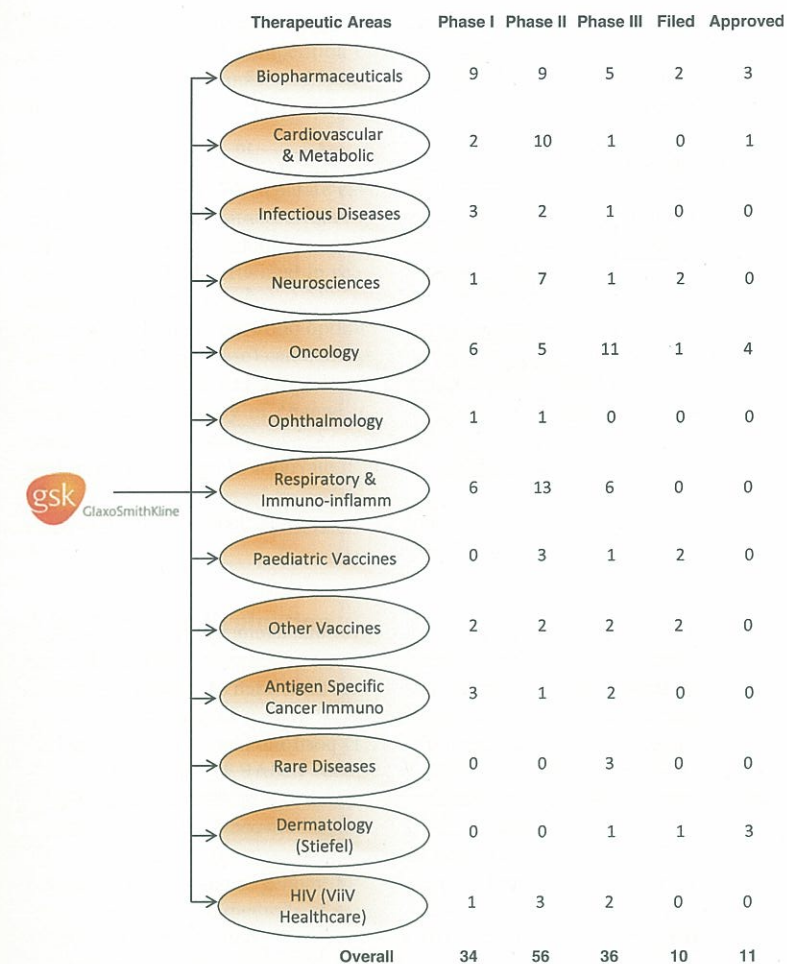 Therapeutic Areas Phase I Phase II Phase III Filed Approved
Biopharmaceuticals 9 9 5 2 3
Cardiovascular
& Metabolic 2 10 1 0 1
Infectious Diseases 3 2 1 0 0
Neurosciences 1 7 1 2 0
Oncology 6 5 11 1 4
Ophthalmology 1 1 0 0 0
gsk
GlaxoSmithKline
Respiratory &
Immuno-inflamm 6 13 6 0 0
Paediatric Vaccines 0 3 1 2 0
Other Vaccines 2 2 2 2 0
Antigen Specific
Cancer Immuno 3 1 2 0 0
Rare Diseases 0 0 3 0 0
Dermatology
(Stiefel) 0 0 1 1 3
HIV (ViiV
Healthcare) 1 3 2 0 0
Overall 34 56 36 10 11